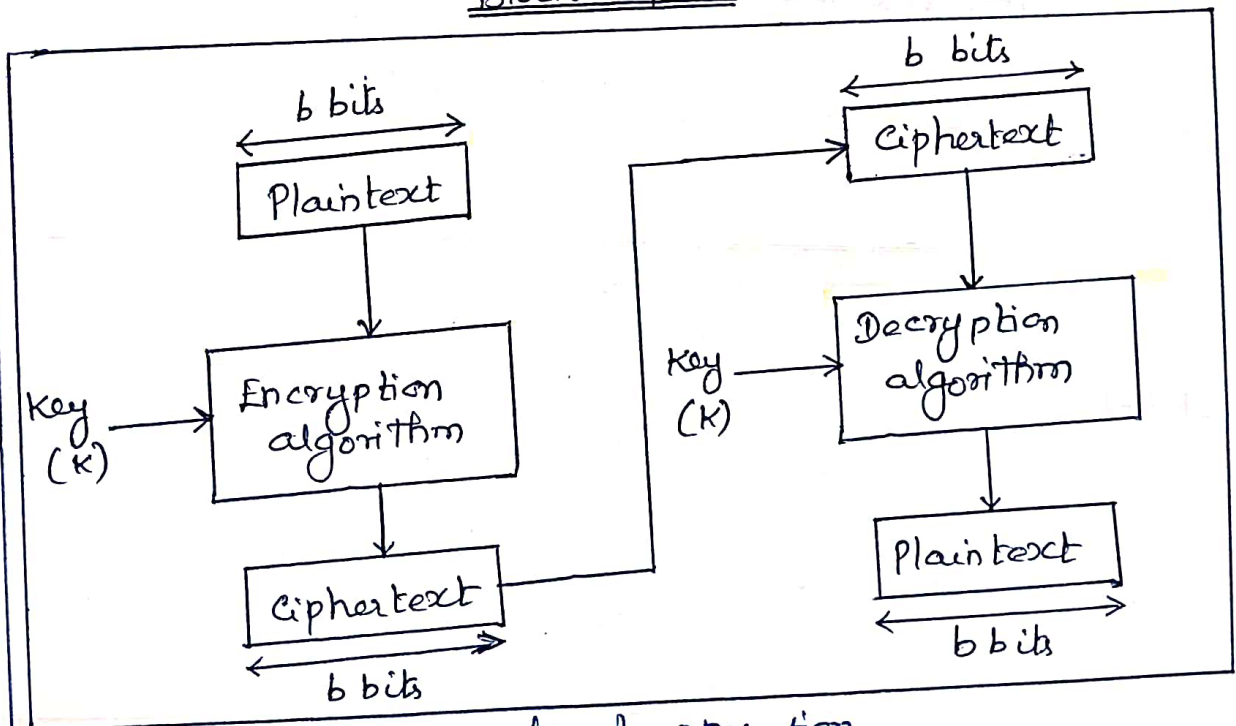 b bits
Plaintext
Key
(K)
Encryption
algorithm
Ciphertext
b bits
b bits
Ciphertext
Key
(K)
Decryption
algorithm
Plaintext
b bits